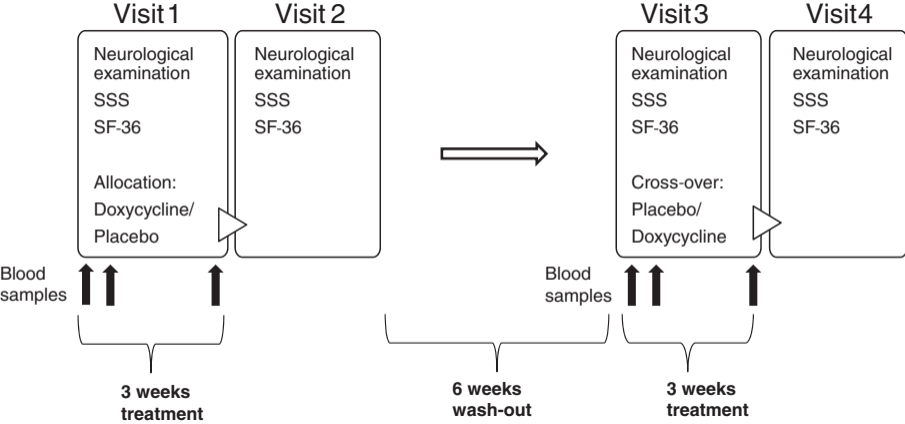 Visit 1
Neurological
examination
SSS
SF-36
Allocation:
Doxycycline/
Placebo
Visit 2
Neurological
examination
SSS
SF-36
Visit3
Neurological
examination
SSS
SF-36
Cross-over:
Placebo/
Doxycycline
Visit4
Neurological
examination
SSS
SF-36
Blood
samples
Blood
samples
3 weeks
treatment
6 weeks
wash-out
3 weeks
treatment